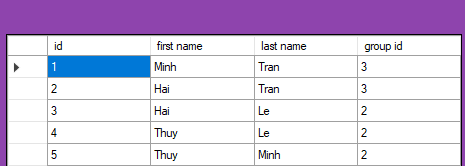 id first name last name group id
1 Minh Tran 3
2 Hai Tran 3
3 Hai Le 2
4 Thuy Le 2
5 Thuy Minh 2